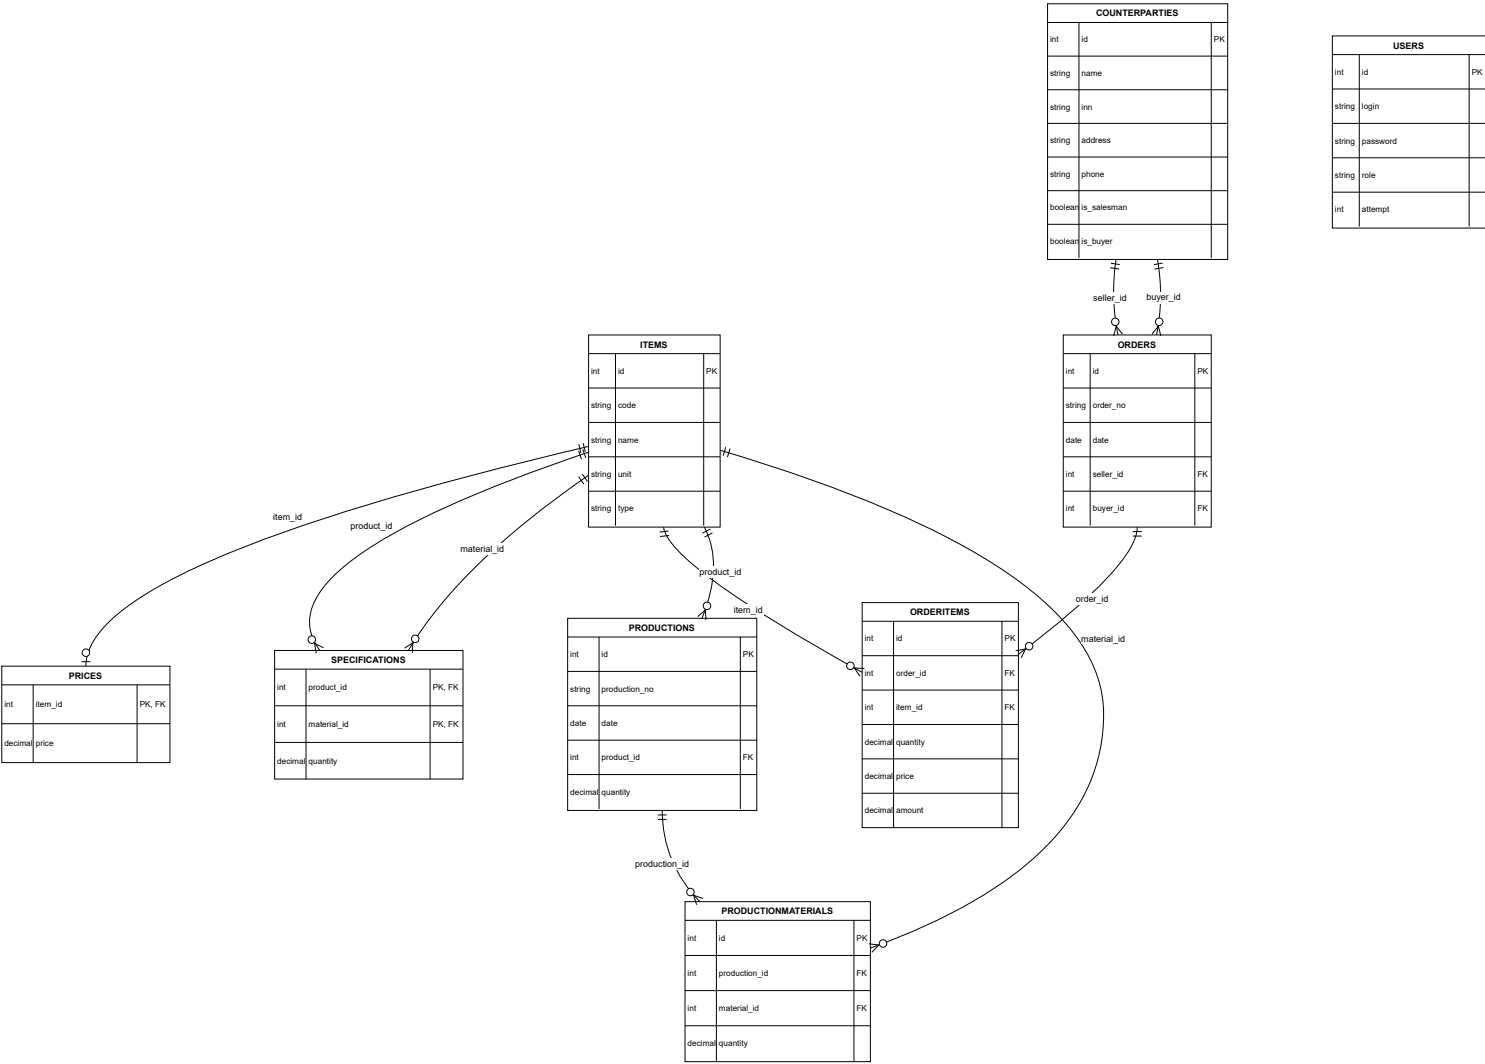 COUNTERPARTIES
int id PK
string name
string inn
string address
string phone
boolean is_salesman
boolean is_buyer
USERS
int id PK
string login
string password
string role
int attempt
seller_id
buyer_id
ITEMS
int id PK
string code
string name
string unit
string type
ORDERS
int id PK
string order_no
date date
int seller_id FK
int buyer_id FK
item_id
product_id
material_id
product_id
item_id
order_id
material_id
PRICES
int item_id PK, FK
decimal price
SPECIFICATIONS
int product_id PK, FK
int material_id PK, FK
decimal quantity
PRODUCTIONS
int id PK
string production_no
date date
int product_id FK
decimal quantity
ORDERITEMS
int id PK
int order_id FK
int item_id FK
decimal quantity
decimal price
decimal amount
production_id
PRODUCTIONMATERIALS
int id PK
int production_id FK
int material_id FK
decimal quantity